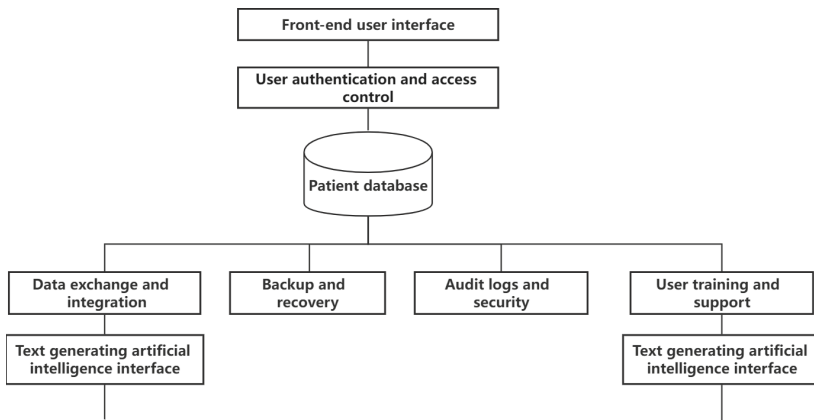 Front-end user interface
User authentication and access
control
Patient database
Data exchange and
integration
Backup and
recovery
Audit logs and
security
User training and
support
Text generating artificial
intelligence interface
Text generating artificial
intelligence interface